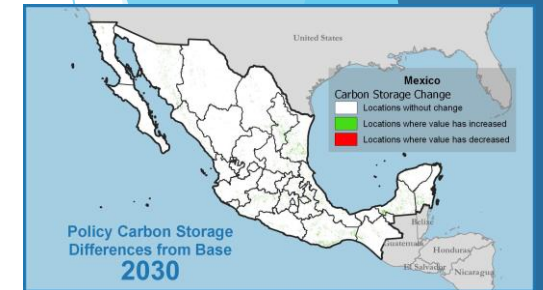 United States
Mexico
Carbon Storage Change
Locations without change
Locations where value has increased
Locations where value has decreased
Policy Carbon Storage
Differences from Base
2030
Belize
Guatemala
Honduras
El Salvador
Nicaragua